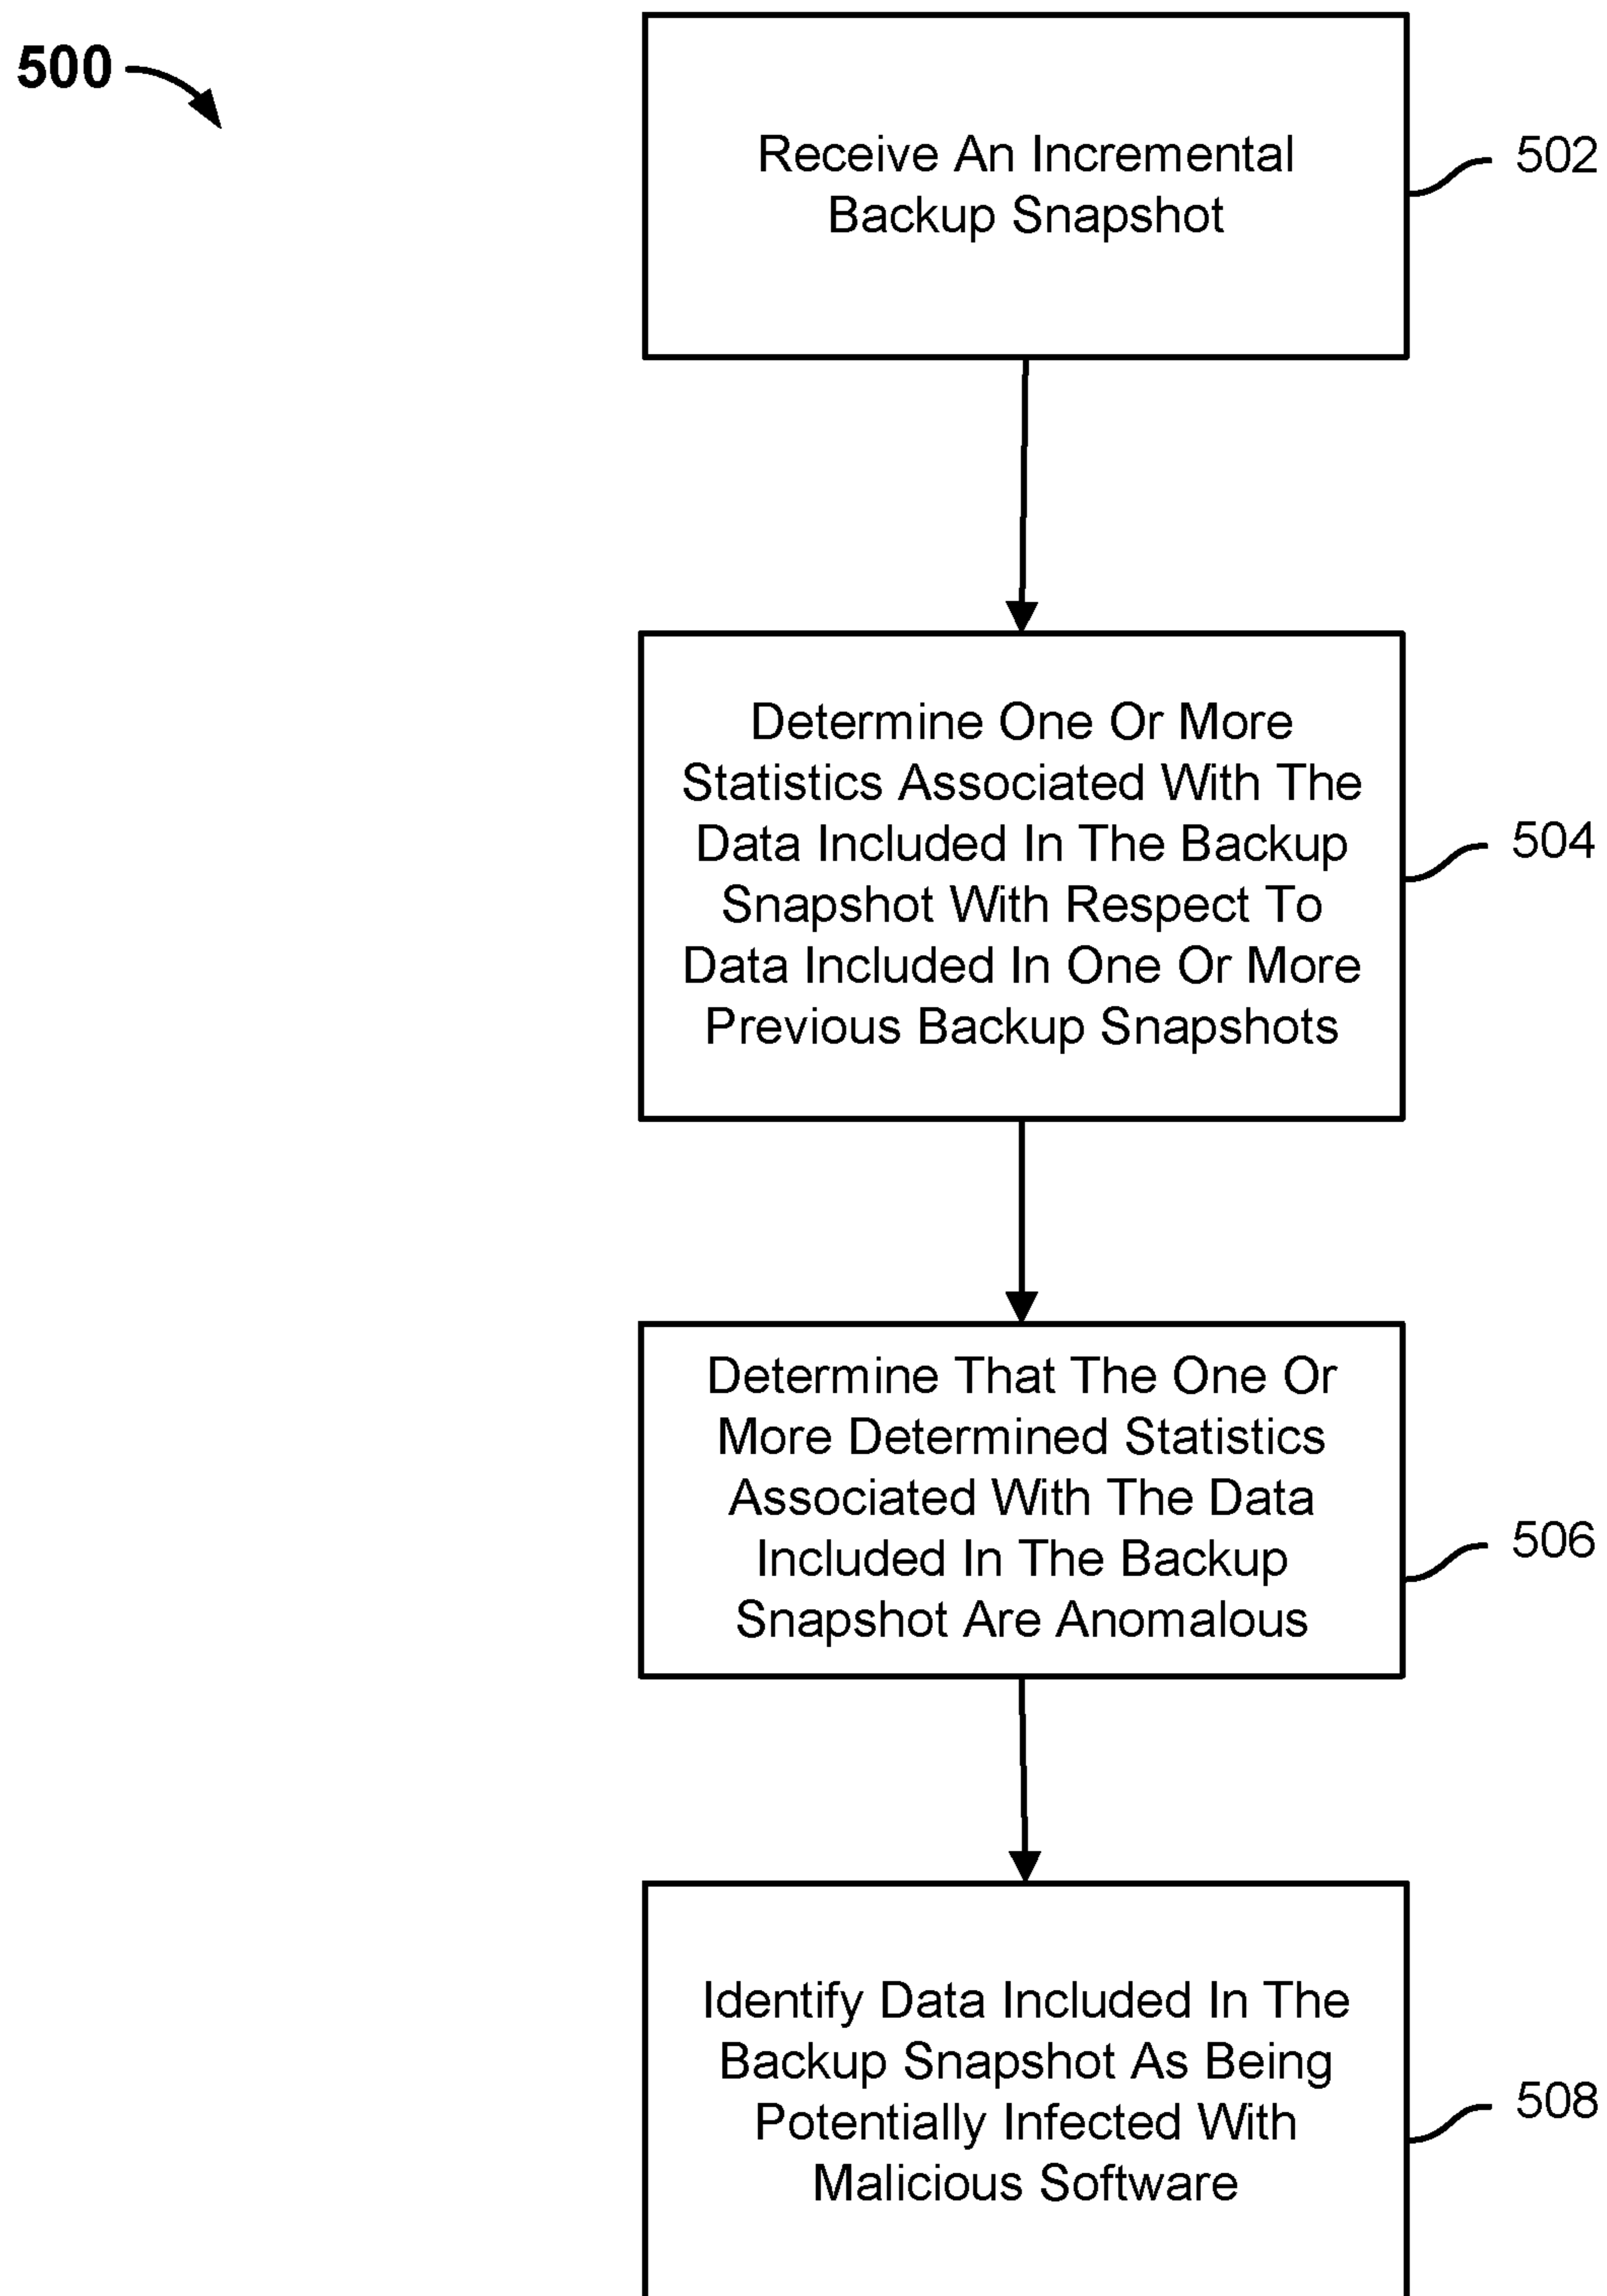 500
Receive An Incremental
Backup Snapshot
502
Determine One Or More
Statistics Associated With The
Data Included In The Backup
Snapshot With Respect To
Data Included In One Or More
Previous Backup Snapshots
504
Determine That The One Or
More Determined Statistics
Associated With The Data
Included In The Backup
Snapshot Are Anomalous
506
Identify Data Included In The
Backup Snapshot As Being
Potentially Infected With
Malicious Software
508